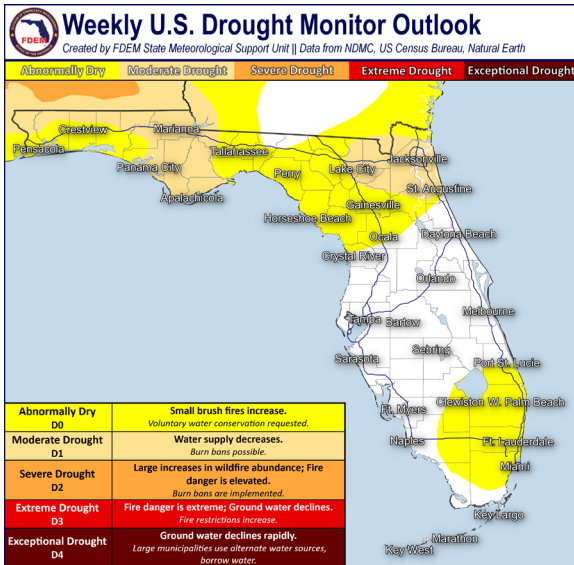 FDEM
Weekly U.S. Drought Monitor Outlook
Created by FDEM State Meteorological Support Unit || Data from NDMC, US Census Bureau, Natural Earth
Abnormally Dry Moderate Drought Severe Drought Extreme Drought Exceptional Drought
Crestview
Marianna
Pensacola
Tallahassee
Jacksonville
Panama City
Perry
Lake City
Apalachicola
St. Augustine
Gainesville
Horseshoe Beach
Ocala
Daytona Beach
Crystal River
Orlando
Melbourne
Tampa
Bartow
Sebring
Sarasota
Port St. Lucie
Clewiston
W. Palm Beach
Ft. Myers
Naples
Ft. Lauderdale
Miami
Key Largo
Marathon
Key West
Abnormally Dry
D0
Small brush fires increase.
Voluntary water conservation requested.
Moderate Drought
D1
Water supply decreases.
Burn bans possible.
Severe Drought
D2
Large increases in wildfire abundance; Fire
danger is elevated.
Burn bans are implemented.
Extreme Drought
D3
Fire danger is extreme; Ground water declines.
Fire restrictions increase.
Exceptional Drought
D4
Ground water declines rapidly.
Large municipalities use alternate water sources,
borrow water.